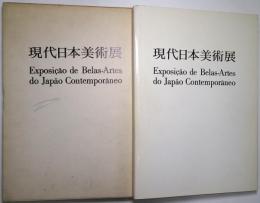 現代日本美術展
Exposição de Belas-Artes
do Japão Contemporâneo
現代日本美術展
Exposição de Belas-Artes
do Japão Contemporâneo